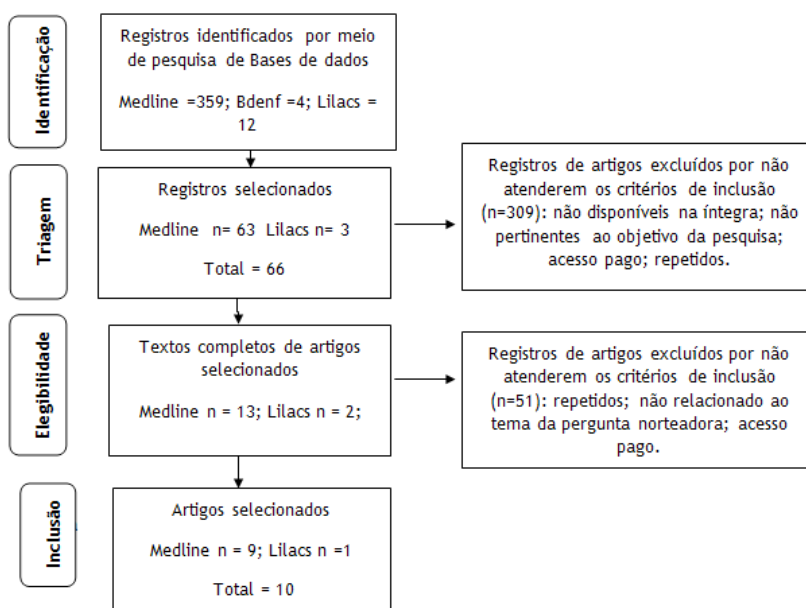 Identificação
Registros identificados por meio
de pesquisa de Bases de dados
Medline =359; Bdenf =4; Lilacs =
12
Triagem
Registros selecionados
Medline n= 63 Lilacs n= 3
Total = 66
Registros de artigos excluídos por não
atenderem os critérios de inclusão
(n=309): não disponíveis na íntegra; não
pertinentes ao objetivo da pesquisa;
acesso pago; repetidos.
Elegibilidade
Textos completos de artigos
selecionados
Medline n = 13; Lilacs n = 2;
Registros de artigos excluídos por não
atenderem os critérios de inclusão
(n=51): repetidos; não relacionado ao
tema da pergunta norteadora; acesso
pago.
Inclusão
Artigos selecionados
Medline n = 9; Lilacs n =1
Total = 10